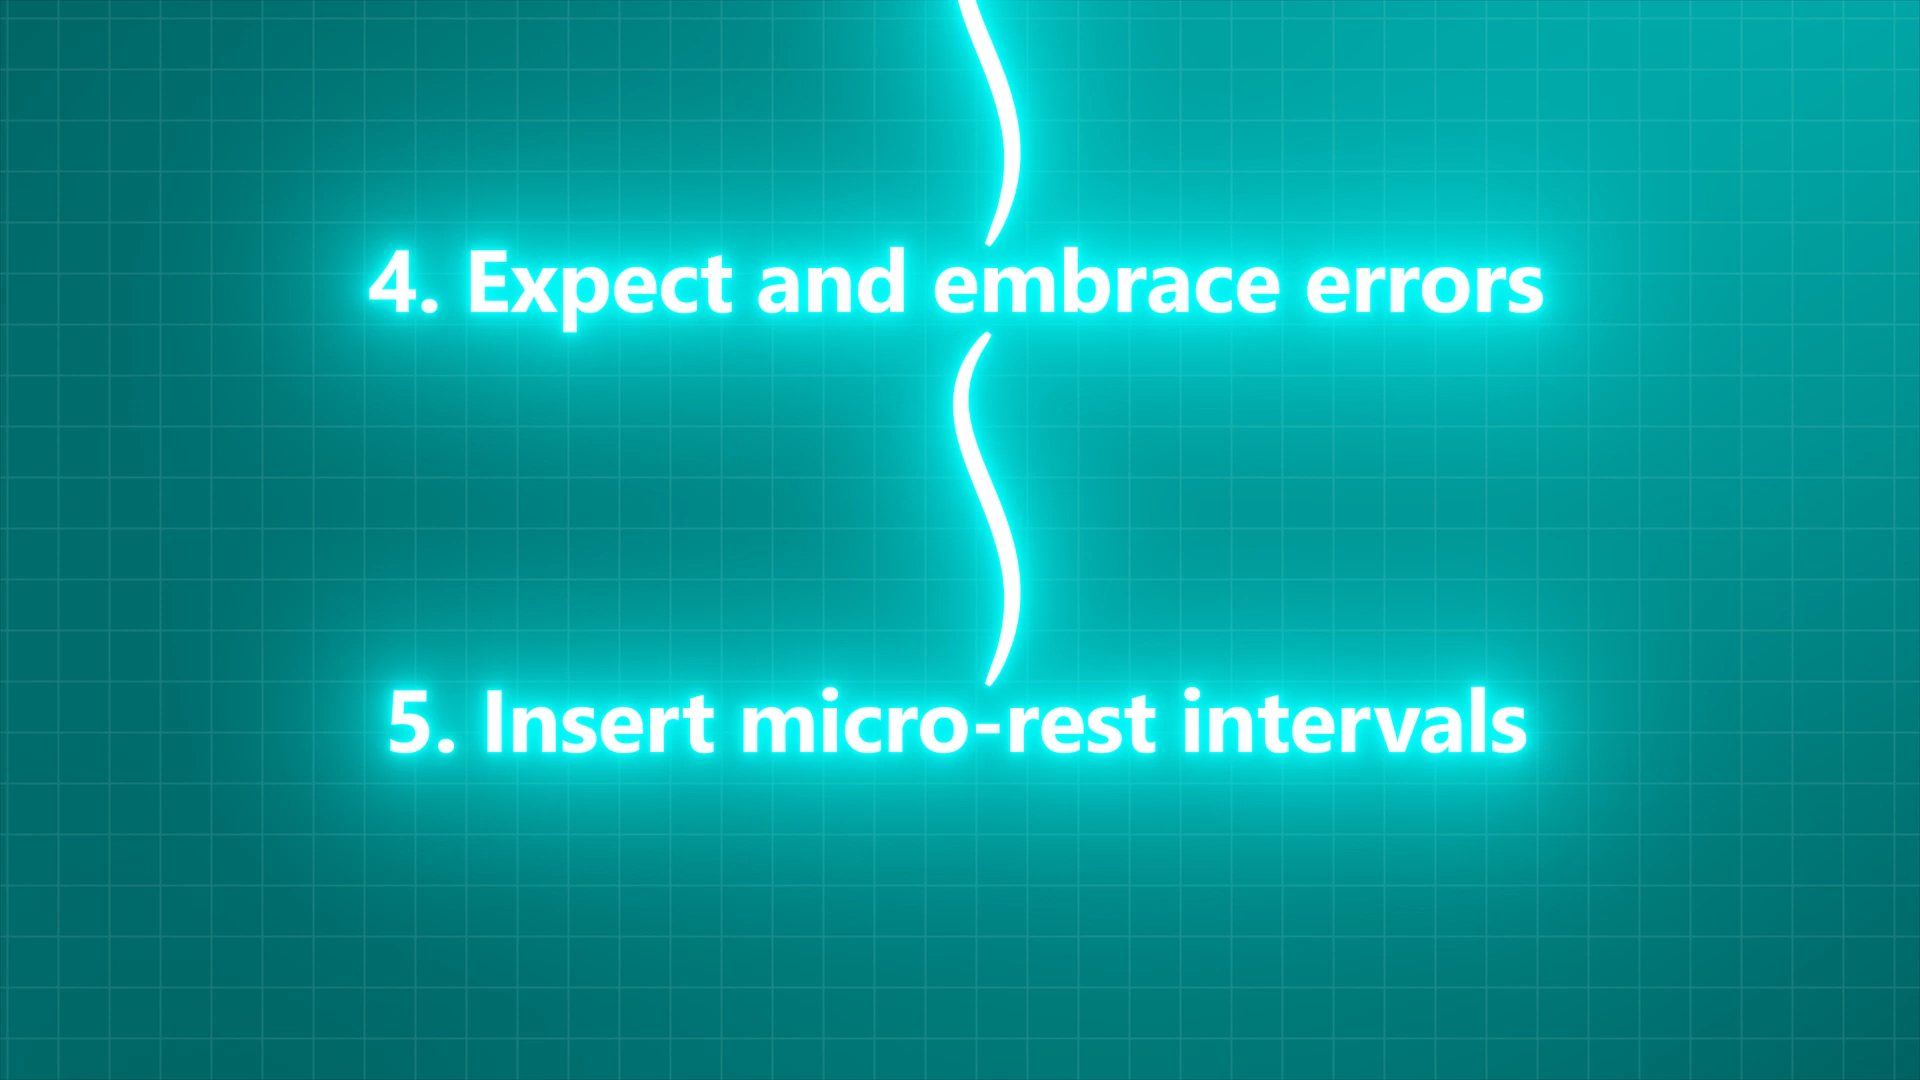 4. Expect and embrace errors
5. Insert micro-rest intervals